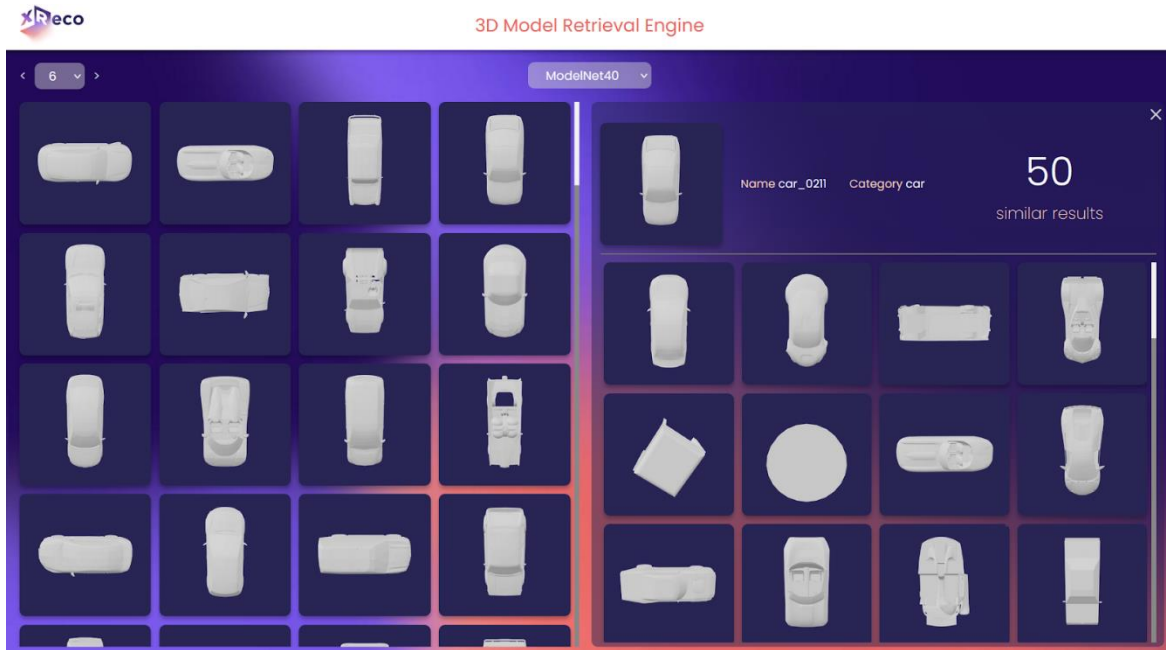 xReco
3D Model Retrieval Engine
< 6 >
ModelNet40
Name car_0211 Category car
50
similar results